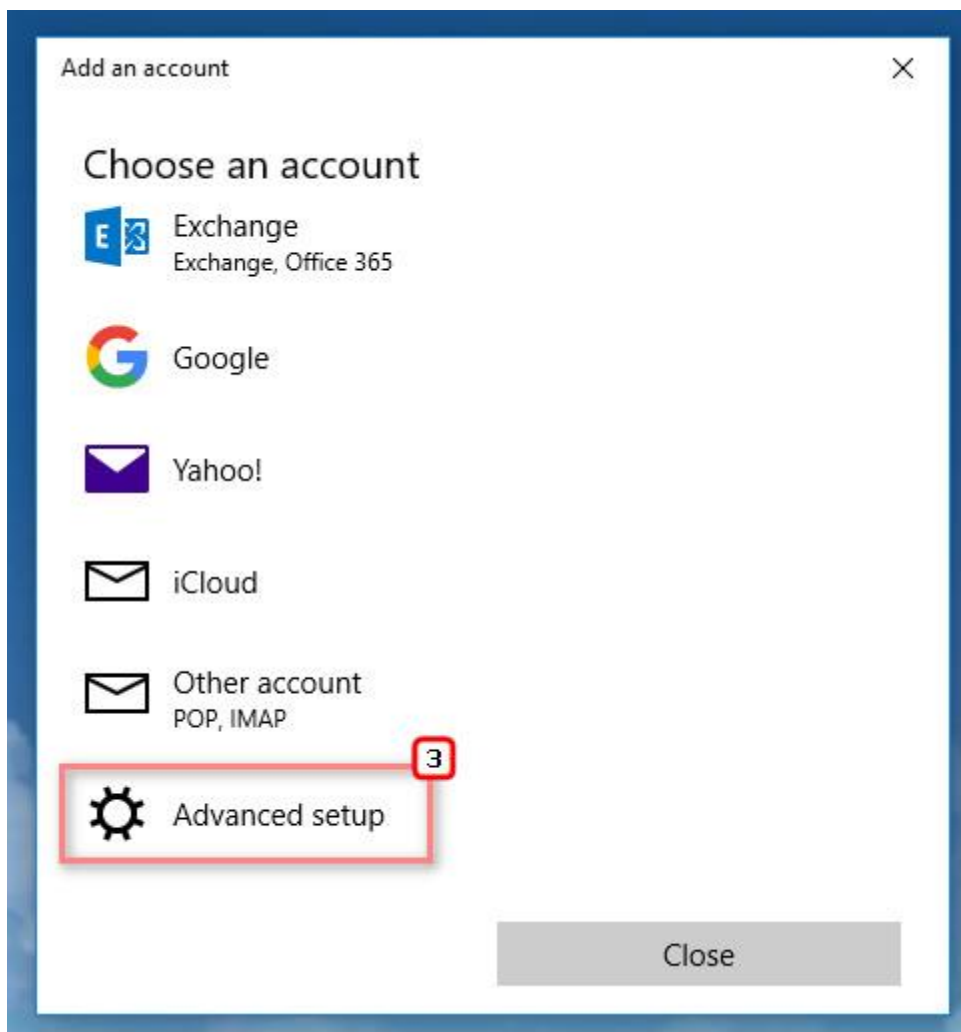 Add an account
Choose an account
E
Exchange
Exchange, Office 365
G
Google
Yahoo!
iCloud
Other account
POP, IMAP
3
Advanced setup
Close